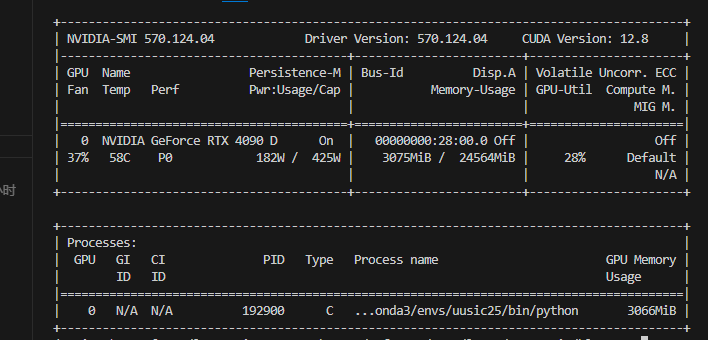 +-----------------------------------------------------------------------------------------+
| NVIDIA-SMI 570.124.04             Driver Version: 570.124.04     CUDA Version: 12.8     |
|-----------------------------------------+------------------------+----------------------+
| GPU  Name                 Persistence-M | Bus-Id          Disp.A | Volatile Uncorr. ECC |
| Fan  Temp   Perf          Pwr:Usage/Cap |           Memory-Usage | GPU-Util  Compute M. |
|                                         |                        |               MIG M. |
|=========================================+========================+======================|
|   0  NVIDIA GeForce RTX 4090 D      On  |   00000000:28:00.0 Off |                  Off |
| 37%   58C    P0            182W /  425W |    3075MiB /  24564MiB |     28%      Default |
|                                         |                        |                  N/A |
+-----------------------------------------+------------------------+----------------------+
小时
+-----------------------------------------------------------------------------------------+
| Processes:                                                                              |
|  GPU   GI   CI              PID   Type   Process name                        GPU Memory |
|        ID   ID                                                               Usage      |
|=========================================================================================|
|    0   N/A  N/A          192900      C   ...onda3/envs/uusic25/bin/python       3066MiB |
+-----------------------------------------------------------------------------------------+